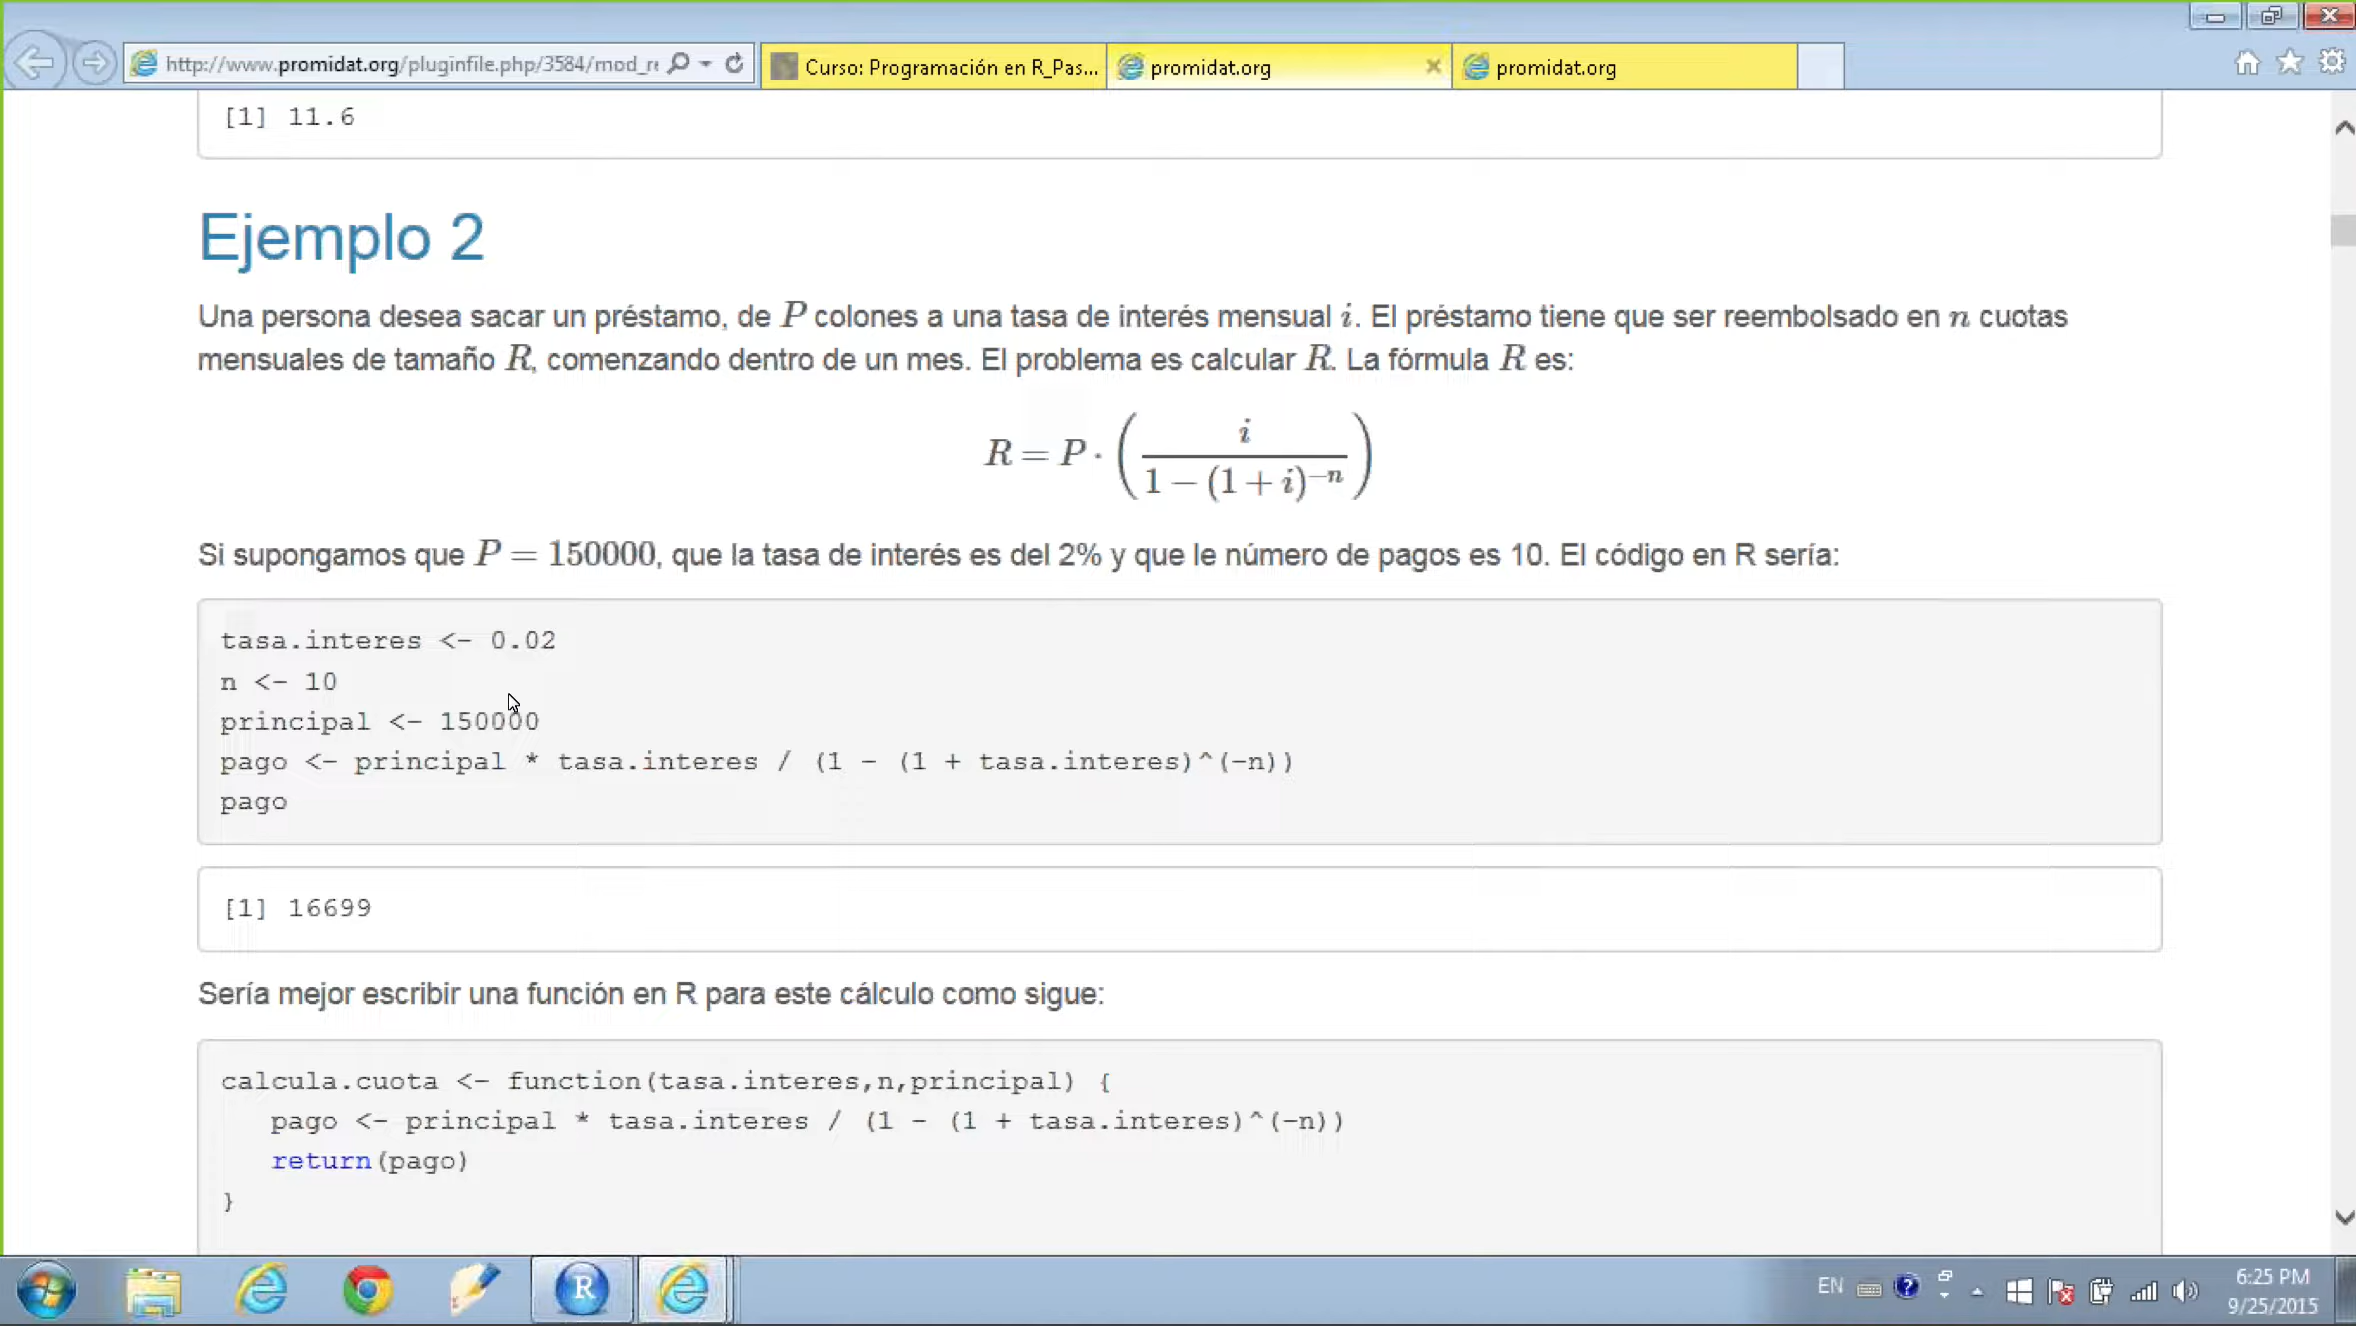 http://www.promidat.org/pluginfile.php/3584/mod_re
Curso: Programación en R_Pas...
promidat.org
promidat.org
[1] 11.6
Ejemplo 2
Una persona desea sacar un préstamo, de P colones a una tasa de interés mensual i. El préstamo tiene que ser reembolsado en n cuotas
mensuales de tamaño R, comenzando dentro de un mes. El problema es calcular R. La fórmula R es:
R = P · (i / (1 − (1 + i)^−n))
Si supongamos que P = 150000, que la tasa de interés es del 2% y que le número de pagos es 10. El código en R sería:
tasa.interes <- 0.02
n <- 10
principal <- 150000
pago <- principal * tasa.interes / (1 - (1 + tasa.interes)^(-n))
pago
[1] 16699
Sería mejor escribir una función en R para este cálculo como sigue:
calcula.cuota <- function(tasa.interes,n,principal) {
pago <- principal * tasa.interes / (1 - (1 + tasa.interes)^(-n))
return(pago)
}
R
EN
6:25 PM
9/25/2015